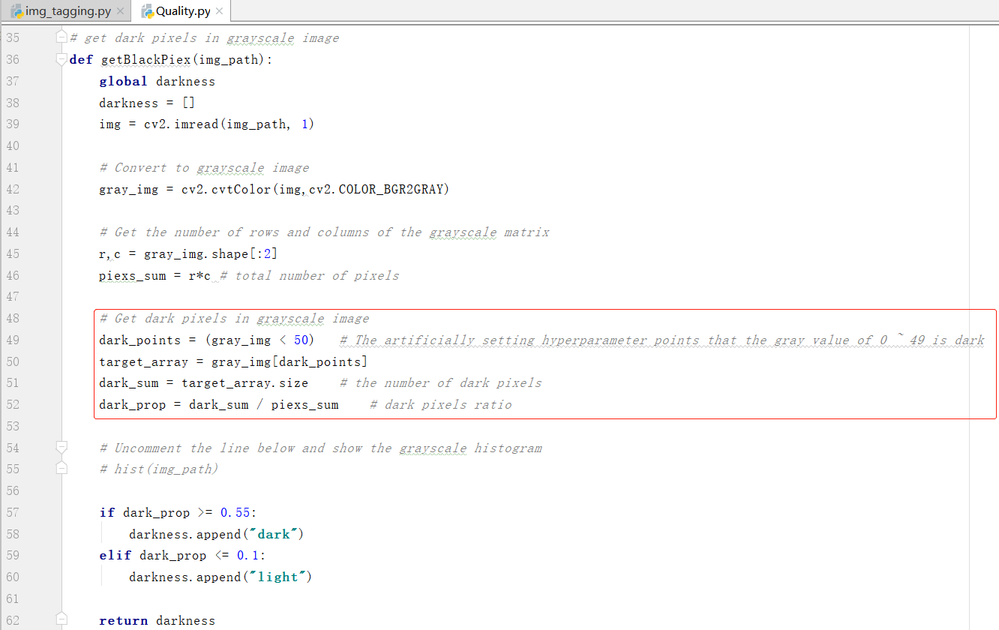 img_tagging.py × Quality.py ×
35 # get dark pixels in grayscale image
36 def getBlackPiex(img_path):
37 global darkness
38 darkness = []
39 img = cv2.imread(img_path, 1)
40
41 # Convert to grayscale image
42 gray_img = cv2.cvtColor(img,cv2.COLOR_BGR2GRAY)
43
44 # Get the number of rows and columns of the grayscale matrix
45 r,c = gray_img.shape[:2]
46 piexs_sum = r*c # total number of pixels
47
48 # Get dark pixels in grayscale image
49 dark_points = (gray_img < 50) # The artificially setting hyperparameter points that the gray value of 0 ~ 49 is dark
50 target_array = gray_img[dark_points]
51 dark_sum = target_array.size # the number of dark pixels
52 dark_prop = dark_sum / piexs_sum # dark pixels ratio
53
54 # Uncomment the line below and show the grayscale histogram
55 # hist(img_path)
56
57 if dark_prop >= 0.55:
58 darkness.append("dark")
59 elif dark_prop <= 0.1:
60 darkness.append("light")
61
62 return darkness